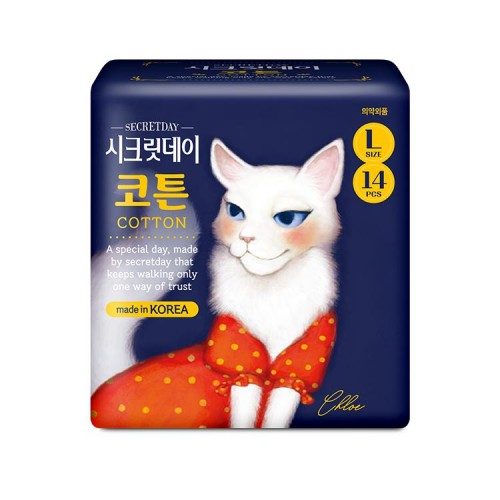 SECRETDAY
시크릿데이
코튼
COTTON
A special day, made
by secretday that
keeps walking only
one way of trust
made in KOREA
의약외품
L
SIZE
14
PCS
Chloe